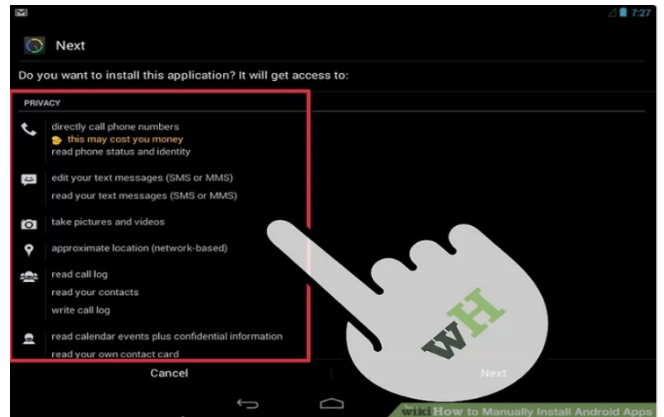 7:27
Next
Do you want to install this application? It will get access to:
PRIVACY
directly call phone numbers
this may cost you money
read phone status and identity
edit your text messages (SMS or MMS)
read your text messages (SMS or MMS)
take pictures and videos
approximate location (network-based)
read call log
read your contacts
write call log
read calendar events plus confidential information
read your own contact card
Cancel
Next
wH
wikiHow to Manually Install Android Apps